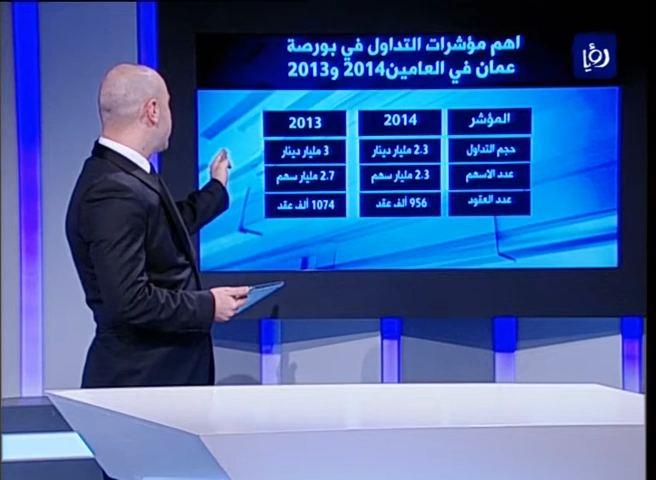 اهم مؤشرات التداول في بورصة
عمان في العامين2014 و2013
رؤيا
المؤشر 2014 2013
حجم التداول 2.3 مليار دينار 3 مليار دينار
عدد الاسهم 2.3 مليار سهم 2.7 مليار سهم
عدد العقود 956 ألف عقد 1074 ألف عقد